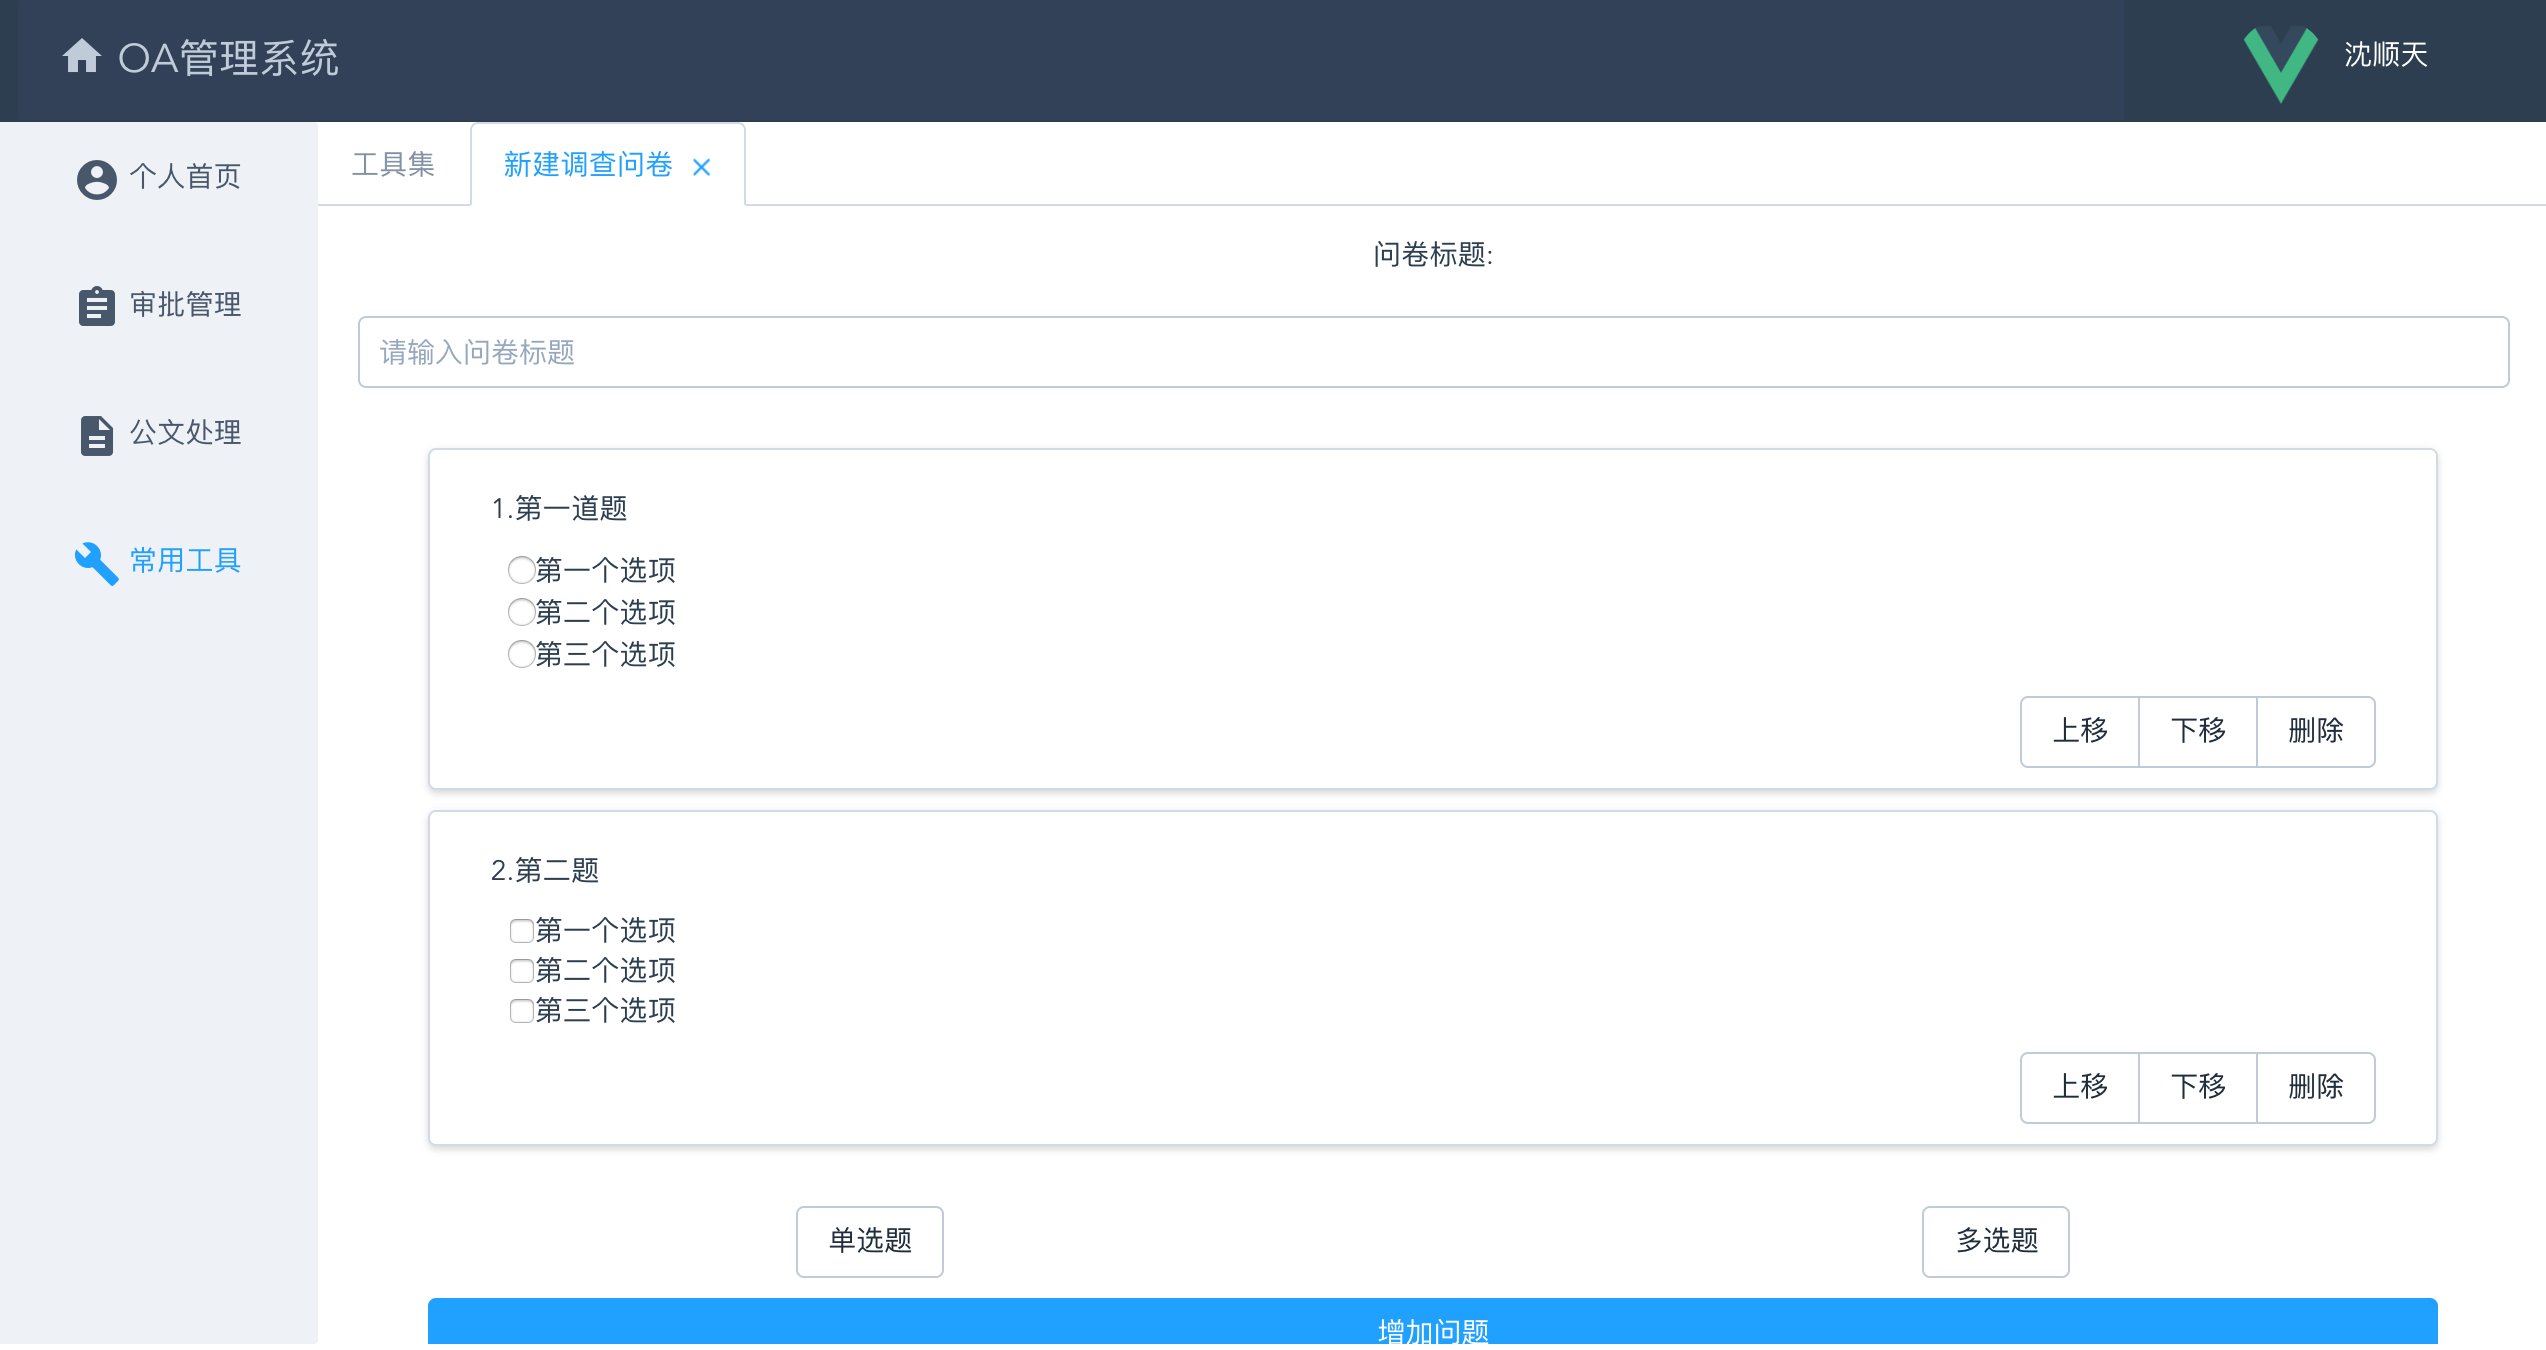 OA管理系统
沈顺天
个人首页
审批管理
公文处理
常用工具
工具集
新建调查问卷
问卷标题:
请输入问卷标题
1.第一道题
第一个选项
第二个选项
第三个选项
上移 下移 删除
2.第二题
第一个选项
第二个选项
第三个选项
上移 下移 删除
单选题 多选题
增加问题